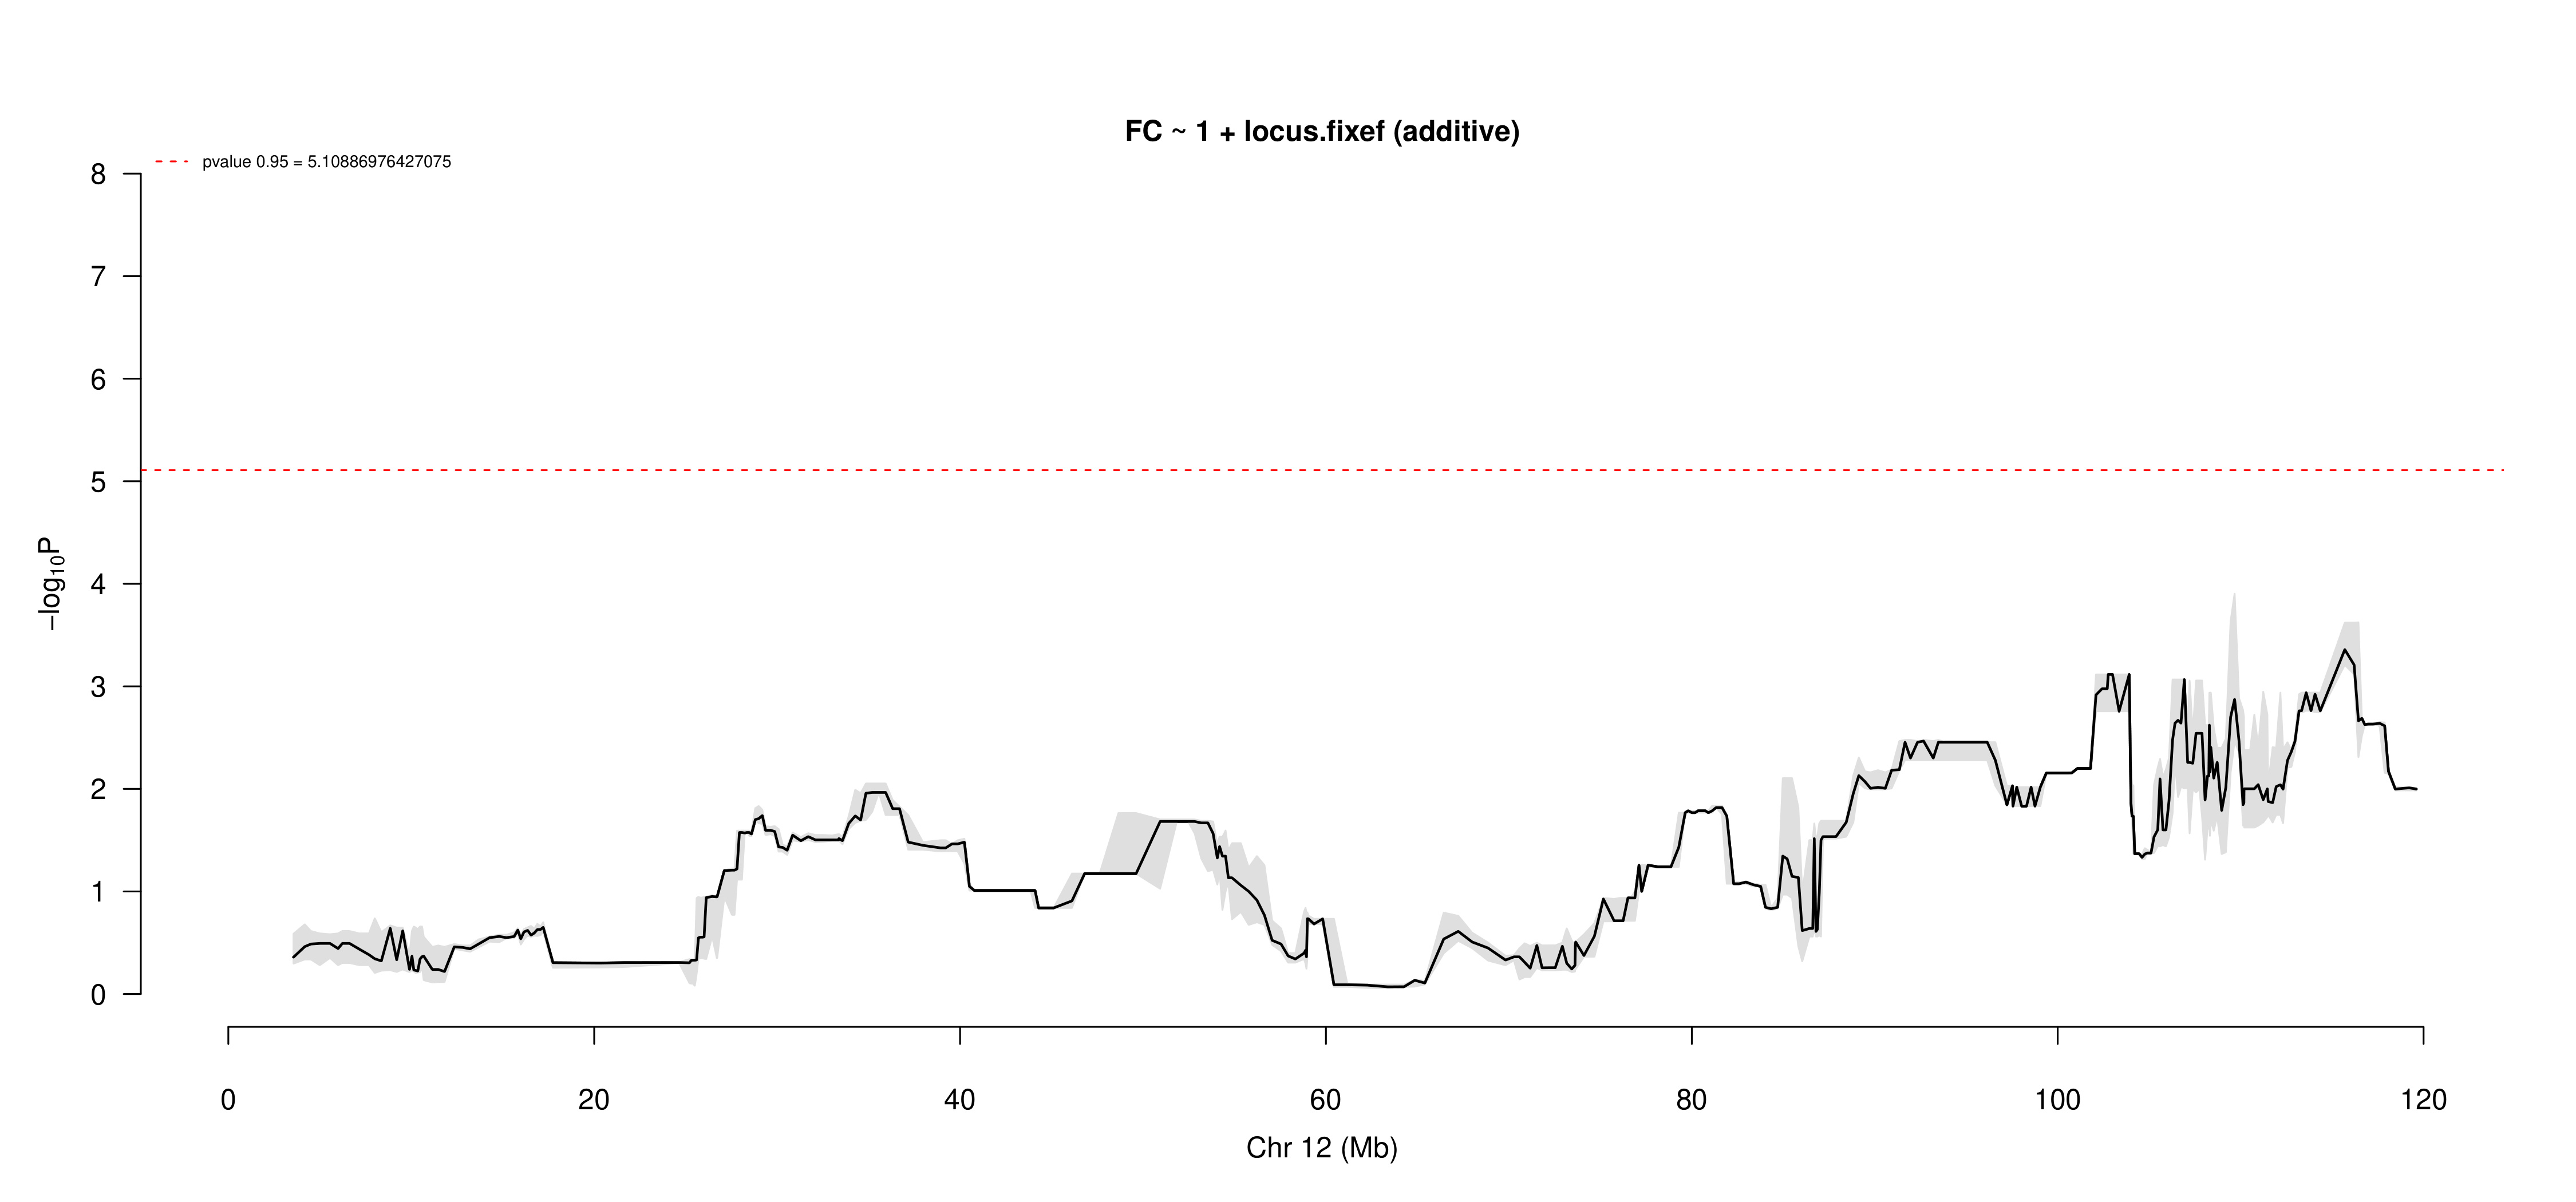 FC ~ 1 + locus.fixef (additive)
pvalue 0.95 = 5.10886976427075
8
7
6
5
4
3
2
1
0
−log10P
0 20 40 60 80 100 120
Chr 12 (Mb)